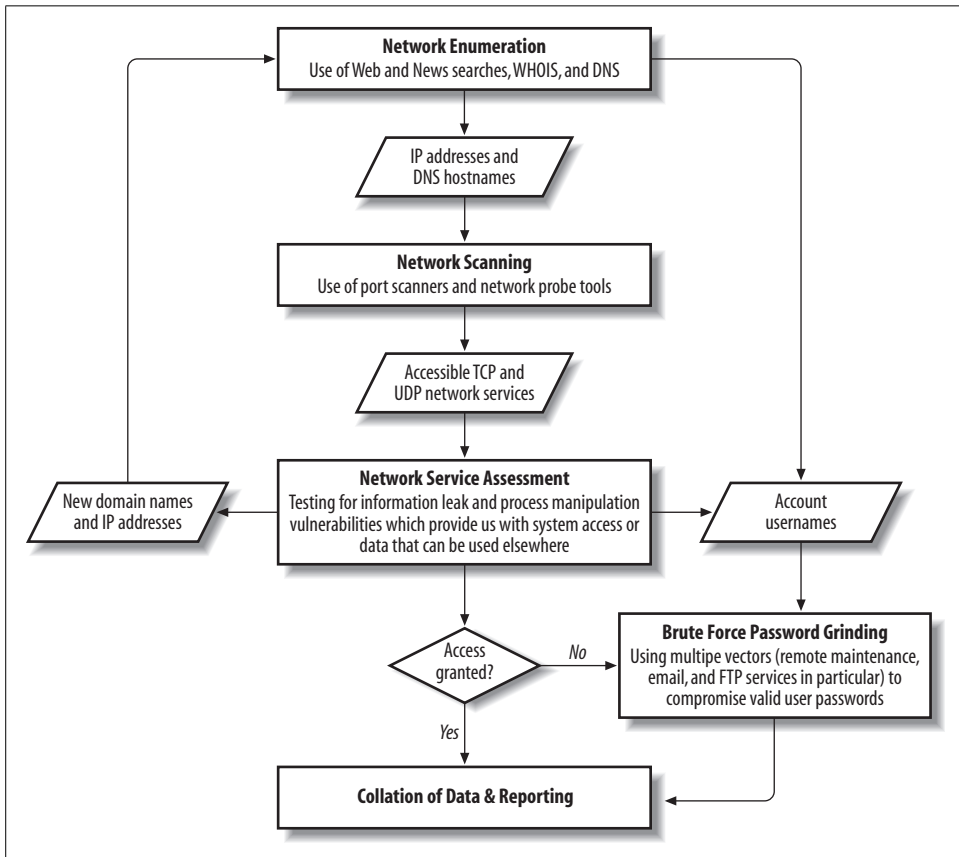 Network Enumeration
Use of Web and News searches, WHOIS, and DNS
IP addresses and
DNS hostnames
Network Scanning
Use of port scanners and network probe tools
Accessible TCP and
UDP network services
Network Service Assessment
Testing for information leak and process manipulation
vulnerabilities which provide us with system access or
data that can be used elsewhere
New domain names
and IP addresses
Account
usernames
Access
granted?
No
Yes
Brute Force Password Grinding
Using multipe vectors (remote maintenance,
email, and FTP services in particular) to
compromise valid user passwords
Collation of Data & Reporting